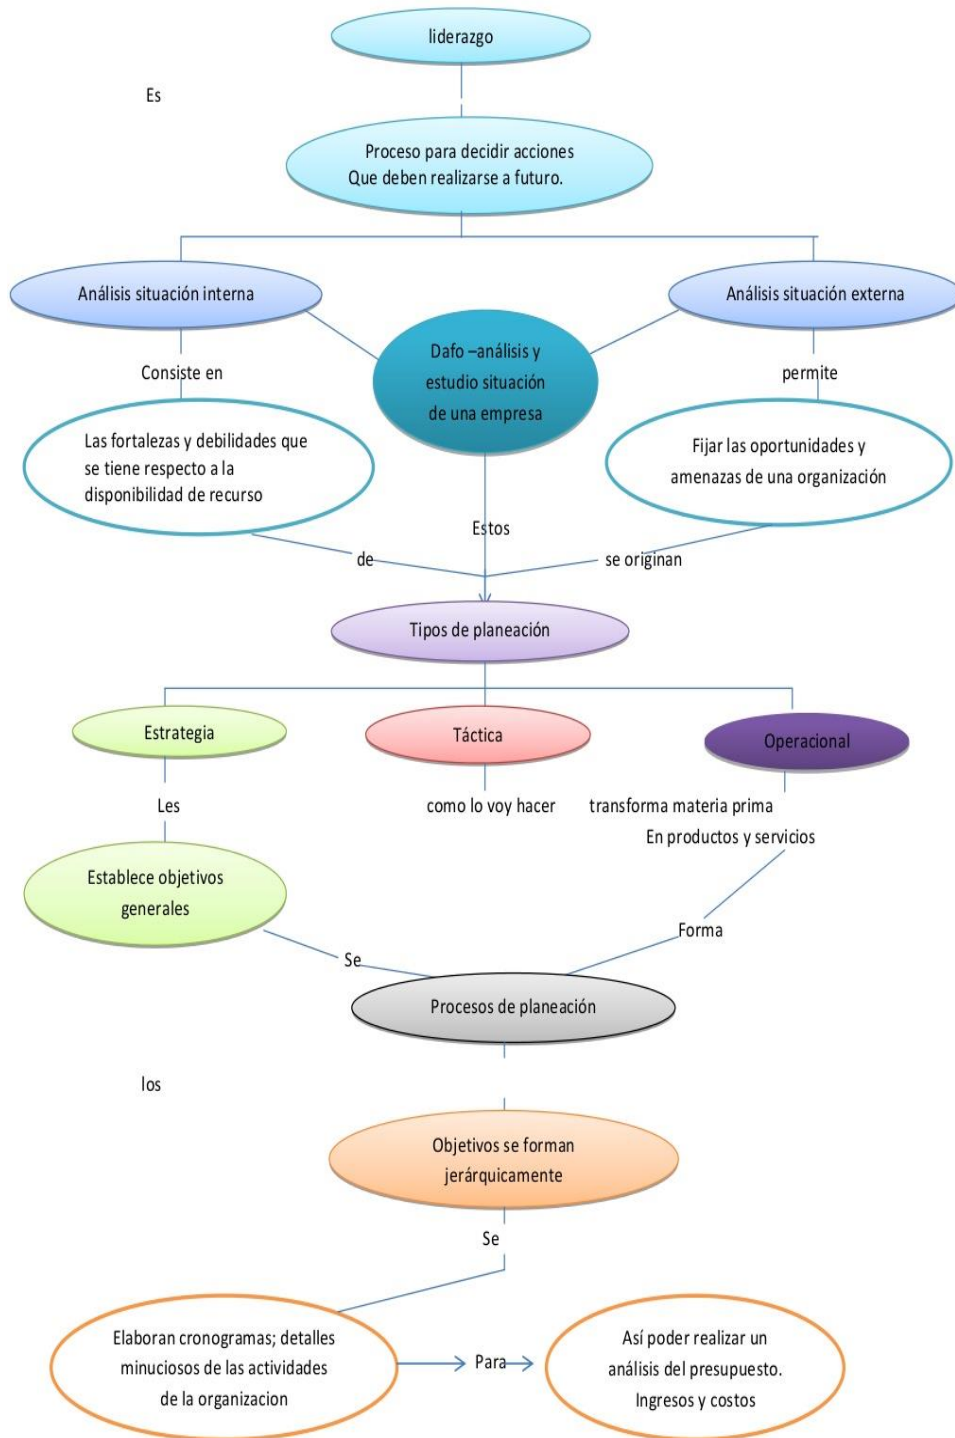 liderazgo
Es
Proceso para decidir acciones
Que deben realizarse a futuro.
Análisis situación interna
Análisis situación externa
Dafo –análisis y
estudio situación
de una empresa
Consiste en
permite
Las fortalezas y debilidades que
se tiene respecto a la
disponibilidad de recurso
Fijar las oportunidades y
amenazas de una organización
Estos
de
se originan
Tipos de planeación
Estrategia
Táctica
Operacional
Les
como lo voy hacer
transforma materia prima
En productos y servicios
Establece objetivos
generales
Forma
Se
Procesos de planeación
los
Objetivos se forman
jerárquicamente
Se
Elaboran cronogramas; detalles
minuciosos de las actividades
de la organizacion
Para
Así poder realizar un
análisis del presupuesto.
Ingresos y costos